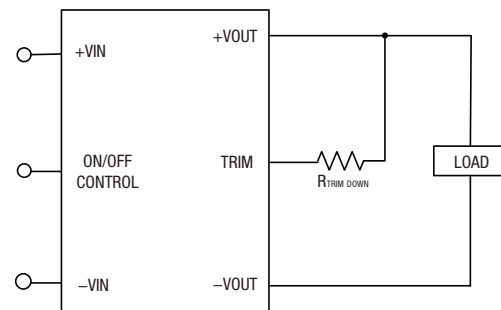 +VOUT
+VIN
ON/OFF
CONTROL
TRIM
LOAD
RTRIM DOWN
−VIN
−VOUT